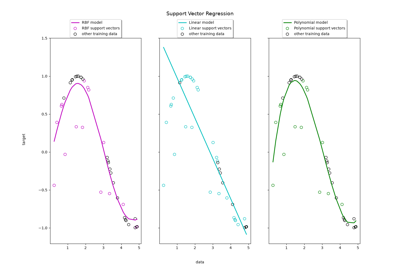 Support Vector Regression
RBF model
RBF support vectors
other training data
Linear model
Linear support vectors
other training data
Polynomial model
Polynomial support vectors
other training data
target
1.5
1.0
0.5
0.0
−0.5
−1.0
1 2 3 4 5
1 2 3 4 5
1 2 3 4 5
data